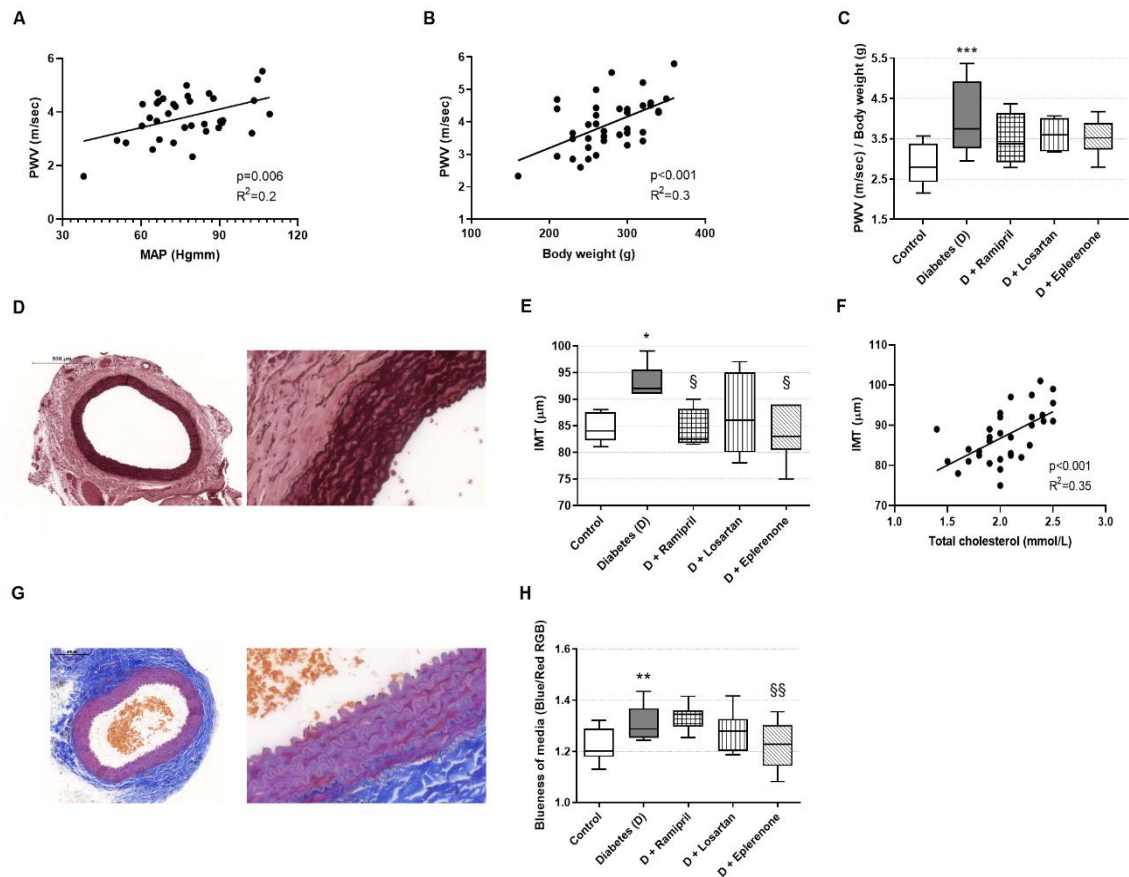 A
PWV (m/sec)
6
4
2
0
30
60
90
120
MAP (Hgmm)
p=0.006
R²=0.2
B
PWV (m/sec)
6
5
4
3
2
1
0
200
400
Body weight (g)
p<0.001
R²=0.3
C
PWV (m/sec) / Body weight (g)
5.5
4.5
3.5
2.5
1.5
***
Control
Diabetes (D)
D + Ramipril
D + Losartan
D + Eplerenone
D
E
IMT (µm)
100
95
90
85
80
75
70
*
§
§
Control
Diabetes (D)
D + Ramipril
D + Losartan
D + Eplerenone
F
IMT (µm)
110
100
90
80
70
1.0
1.5
2.0
2.5
3.0
Total cholesterol (mmol/L)
p<0.001
R²=0.35
G
H
Blueness of media (Blue/Red RGB)
1.6
1.4
1.2
1.0
**
§§
Control
Diabetes (D)
D + Ramipril
D + Losartan
D + Eplerenone